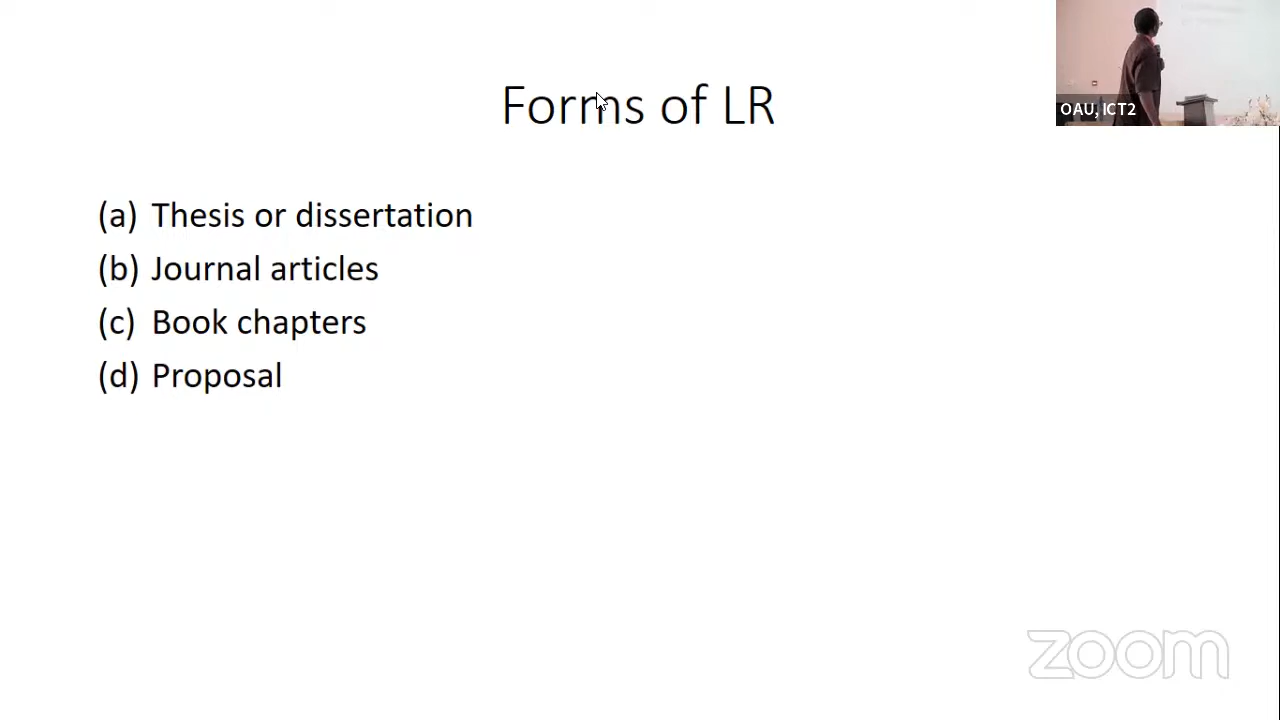 Forms of LR
OAU, ICT2
(a) Thesis or dissertation
(b) Journal articles
(c) Book chapters
(d) Proposal
zoom